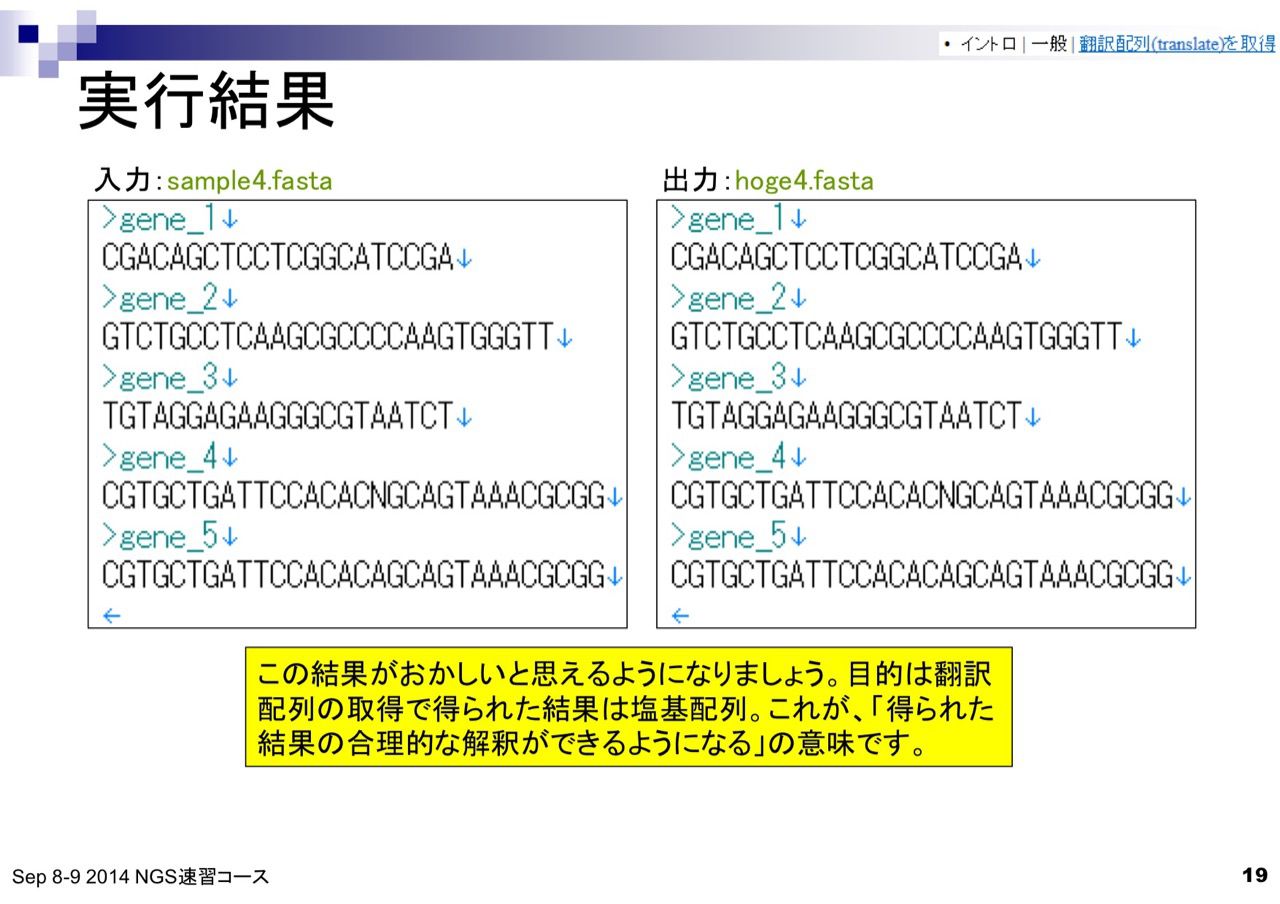 • イントロ | 一般 | 翻訳配列(translate)を取得
実行結果
入力：sample4.fasta
>gene_1↓
CGACAGCTCCTCGGCATCCGA↓
>gene_2↓
GTCTGCCTCAAGCGCCCCAAGTGGGTT↓
>gene_3↓
TGTAGGAGAAGGGCGTAATCT↓
>gene_4↓
CGTGCTGATTCCACACNGCAGTAAACGCGG↓
>gene_5↓
CGTGCTGATTCCACACAGCAGTAAACGCGG↓
←
出力：hoge4.fasta
>gene_1↓
CGACAGCTCCTCGGCATCCGA↓
>gene_2↓
GTCTGCCTCAAGCGCCCCAAGTGGGTT↓
>gene_3↓
TGTAGGAGAAGGGCGTAATCT↓
>gene_4↓
CGTGCTGATTCCACACNGCAGTAAACGCGG↓
>gene_5↓
CGTGCTGATTCCACACAGCAGTAAACGCGG↓
←
この結果がおかしいと思えるようになりましょう。目的は翻訳
配列の取得で得られた結果は塩基配列。これが、「得られた
結果の合理的な解釈ができるようになる」の意味です。
Sep 8-9 2014 NGS速習コース
19